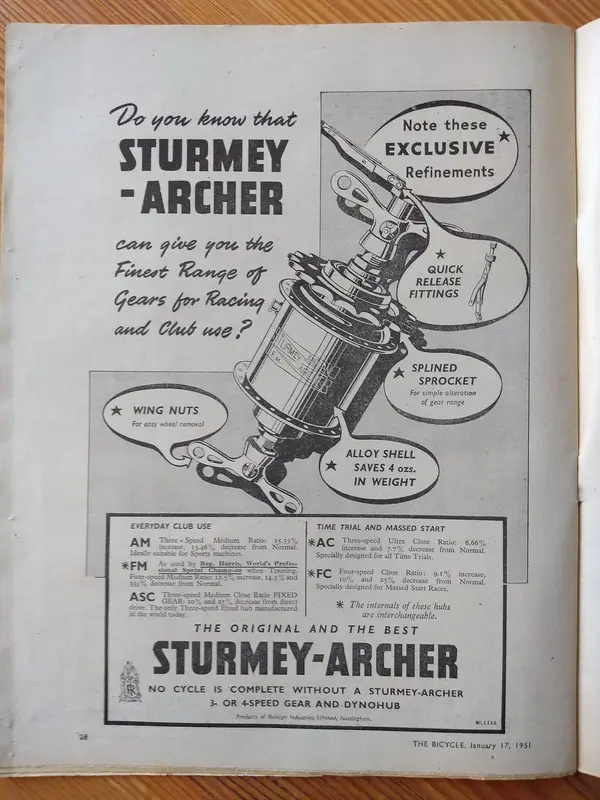 Do you know that
STURMEY
-ARCHER
can give you the
Finest Range of
Gears for Racing
and Club use?
Note these
EXCLUSIVE
Refinements
★
★
QUICK
RELEASE
FITTINGS
★
SPLINED
SPROCKET
For simple alteration
of gear range
★ WING NUTS
For easy wheel removal
ALLOY SHELL
★ SAVES 4 ozs.
IN WEIGHT
EVERYDAY CLUB USE
AM Three-Speed Medium Ratio: 15.55%
increase, 13.46% decrease from Normal.
Ideally suitable for Sports machines.
*FM As used by Reg. Harris, World's Profes-
sional Sprint Champion when Training.
Four-speed Medium Ratio: 12.5% increase, 14.3% and
33⅓% decrease from Normal.
ASC Three-speed Medium Close Ratio FIXED
GEAR: 10% and 25% decrease from direct
drive. The only Three-speed Fixed hub manufactured
in the world today.
TIME TRIAL AND MASSED START
*AC Three-speed Ultra Close Ratio: 6.66%
increase and 7.7% decrease from Normal.
Specially designed for all Time Trials.
*FC Four-speed Close Ratio: 9.1% increase,
10% and 25% decrease from Normal.
Specially designed for Massed Start Races.
* The internals of these hubs
are interchangeable.
THE ORIGINAL AND THE BEST
STURMEY-ARCHER
NO CYCLE IS COMPLETE WITHOUT A STURMEY-ARCHER
3- OR 4-SPEED GEAR AND DYNOHUB
Products of Raleigh Industries Limited, Nottingham.
28
THE BICYCLE, January 17, 1951